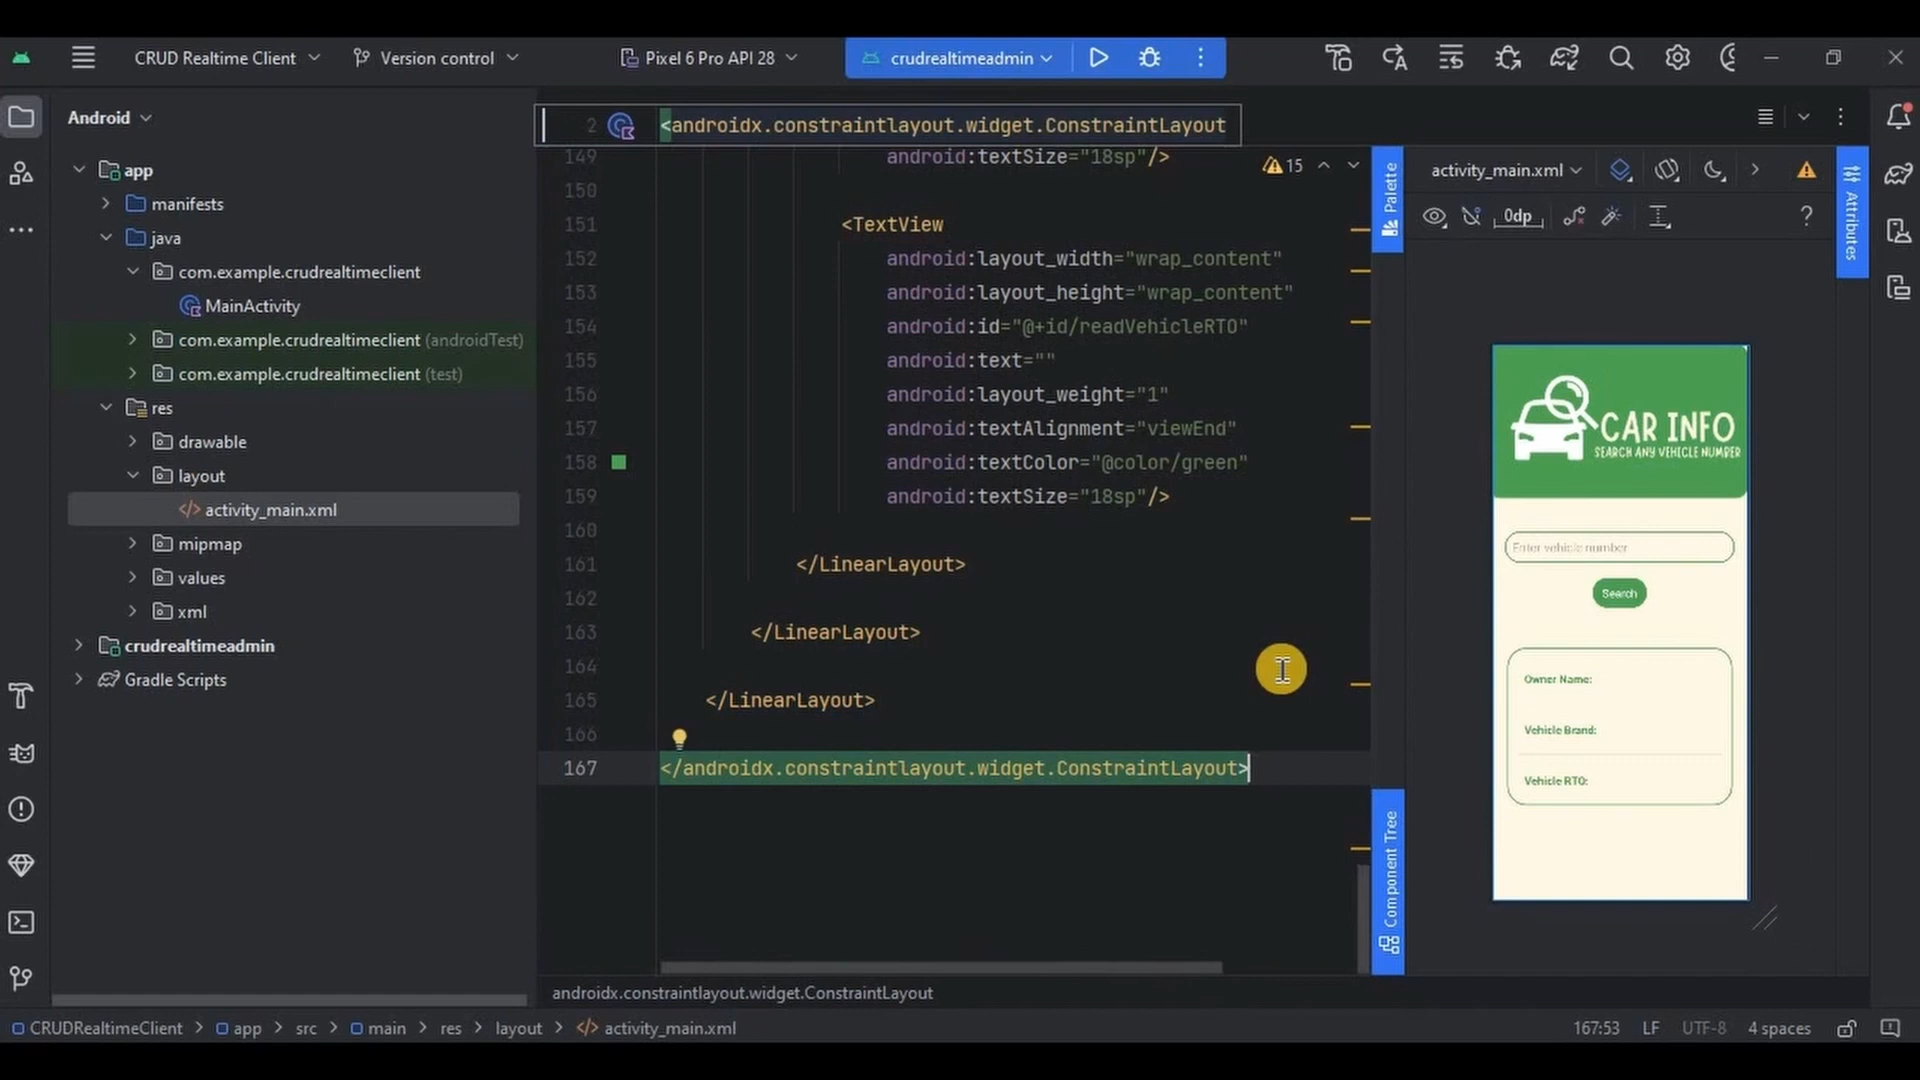 CRUD Realtime Client
Version control
Pixel 6 Pro API 28
crudrealtimeadmin
Android
app
manifests
java
com.example.crudrealtimeclient
MainActivity
com.example.crudrealtimeclient (androidTest)
com.example.crudrealtimeclient (test)
res
drawable
layout
</> activity_main.xml
mipmap
values
xml
crudrealtimeadmin
Gradle Scripts
2 <androidx.constraintlayout.widget.ConstraintLayout
149 android:textSize="18sp"/>
150
151 <TextView
152 android:layout_width="wrap_content"
153 android:layout_height="wrap_content"
154 android:id="@+id/readVehicleRTO"
155 android:text=""
156 android:layout_weight="1"
157 android:textAlignment="viewEnd"
158 android:textColor="@color/green"
159 android:textSize="18sp"/>
160
161 </LinearLayout>
162
163 </LinearLayout>
164
165 </LinearLayout>
166
167 </androidx.constraintlayout.widget.ConstraintLayout>
15
androidx.constraintlayout.widget.ConstraintLayout
Palette
Component Tree
activity_main.xml
0dp
?
Attributes
CAR INFO
SEARCH ANY VEHICLE NUMBER
Enter vehicle number
Search
Owner Name:
Vehicle Brand:
Vehicle RTO:
CRUDRealtimeClient > app > src > main > res > layout > </> activity_main.xml
167:53 LF UTF-8 4 spaces